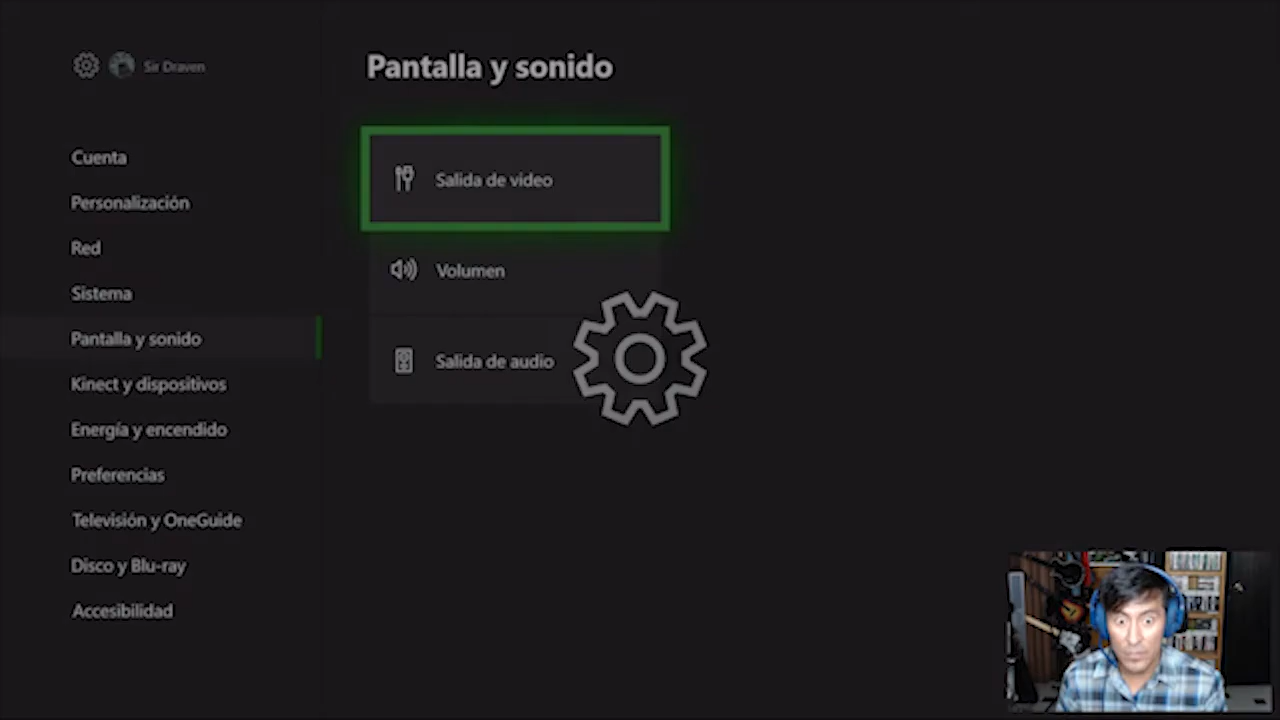 Sir Draven
Cuenta
Personalización
Red
Sistema
Pantalla y sonido
Kinect y dispositivos
Energía y encendido
Preferencias
Televisión y OneGuide
Disco y Blu-ray
Accesibilidad
Pantalla y sonido
Salida de video
Volumen
Salida de audio